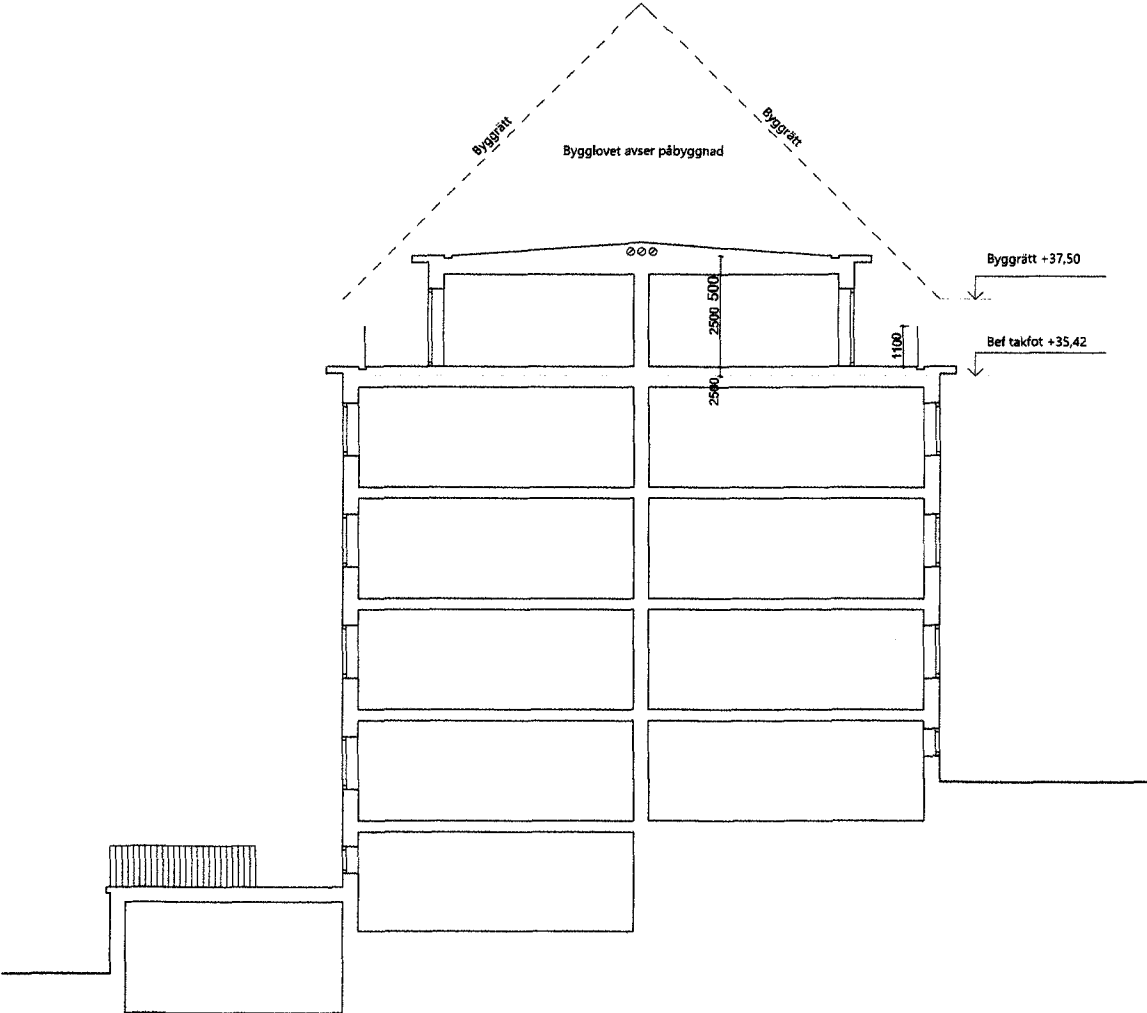 Byggrätt
Byggrätt
Bygglovet avser påbyggnad
Byggrätt +37,50
500
2500
1100
Bef takfot +35,42
2500